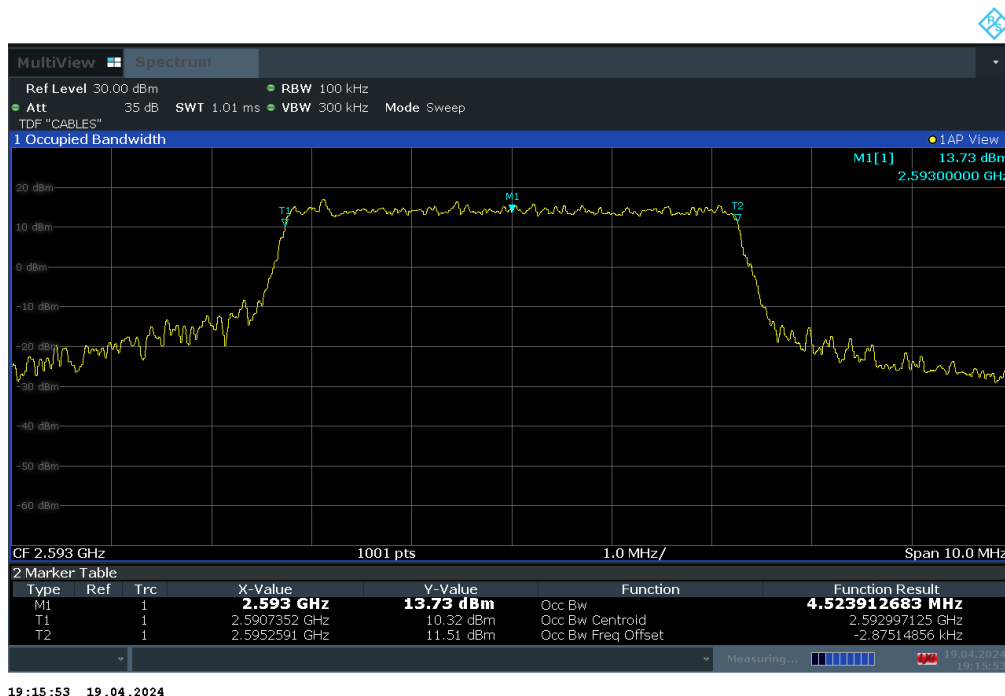 R S
MultiView Spectrum
Ref Level 30.00 dBm RBW 100 kHz
Att 35 dB SWT 1.01 ms VBW 300 kHz Mode Sweep
TDF "CABLES"
1 Occupied Bandwidth 1AP View
M1[1] 13.73 dBm
2.59300000 GHz
20 dBm
M1
T1 T2
10 dBm
0 dBm
-10 dBm
-20 dBm
-30 dBm
-40 dBm
-50 dBm
-60 dBm
CF 2.593 GHz 1001 pts 1.0 MHz/ Span 10.0 MHz
2 Marker Table
Type Ref Trc X-Value Y-Value Function Function Result
M1 1 2.593 GHz 13.73 dBm Occ Bw 4.523912683 MHz
T1 1 2.5907352 GHz 10.32 dBm Occ Bw Centroid 2.592997125 GHz
T2 1 2.5952591 GHz 11.51 dBm Occ Bw Freq Offset -2.87514856 kHz
Measuring... 19.04.2024
19:15:53
19:15:53 19.04.2024